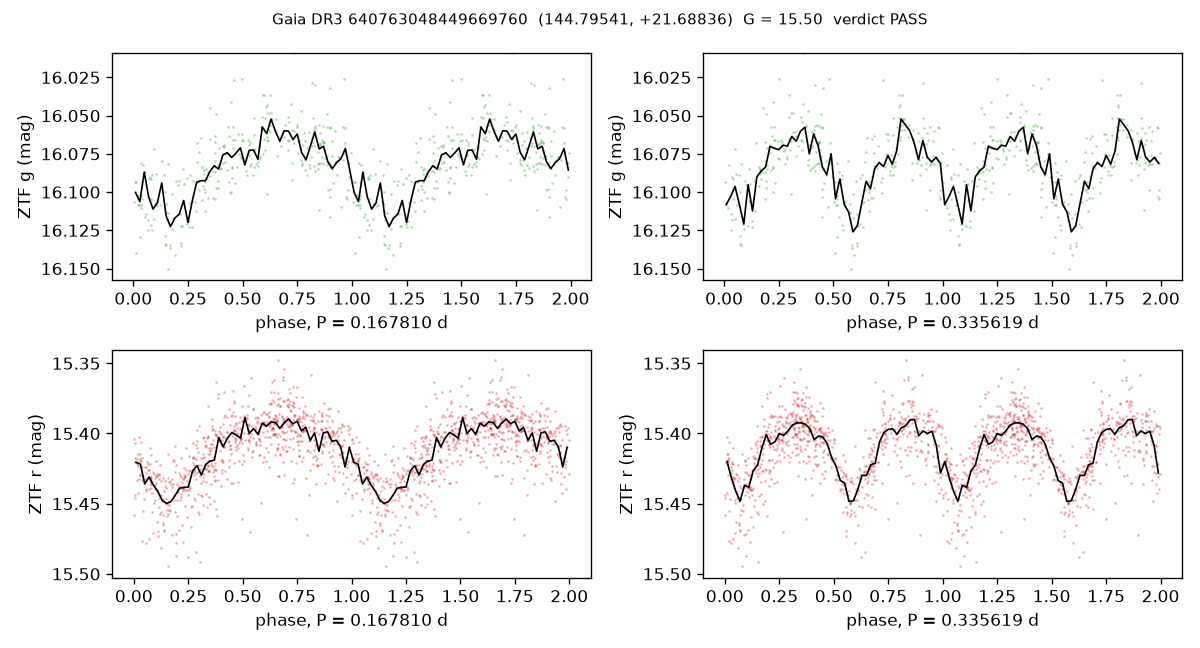 Gaia DR3 640763048449669760 (144.79541, +21.68836) G = 15.50 verdict PASS
ZTF g (mag)
16.025
16.050
16.075
16.100
16.125
16.150
0.00 0.25 0.50 0.75 1.00 1.25 1.50 1.75 2.00
phase, P = 0.167810 d
ZTF g (mag)
16.025
16.050
16.075
16.100
16.125
16.150
0.00 0.25 0.50 0.75 1.00 1.25 1.50 1.75 2.00
phase, P = 0.335619 d
ZTF r (mag)
15.35
15.40
15.45
15.50
0.00 0.25 0.50 0.75 1.00 1.25 1.50 1.75 2.00
phase, P = 0.167810 d
ZTF r (mag)
15.35
15.40
15.45
15.50
0.00 0.25 0.50 0.75 1.00 1.25 1.50 1.75 2.00
phase, P = 0.335619 d